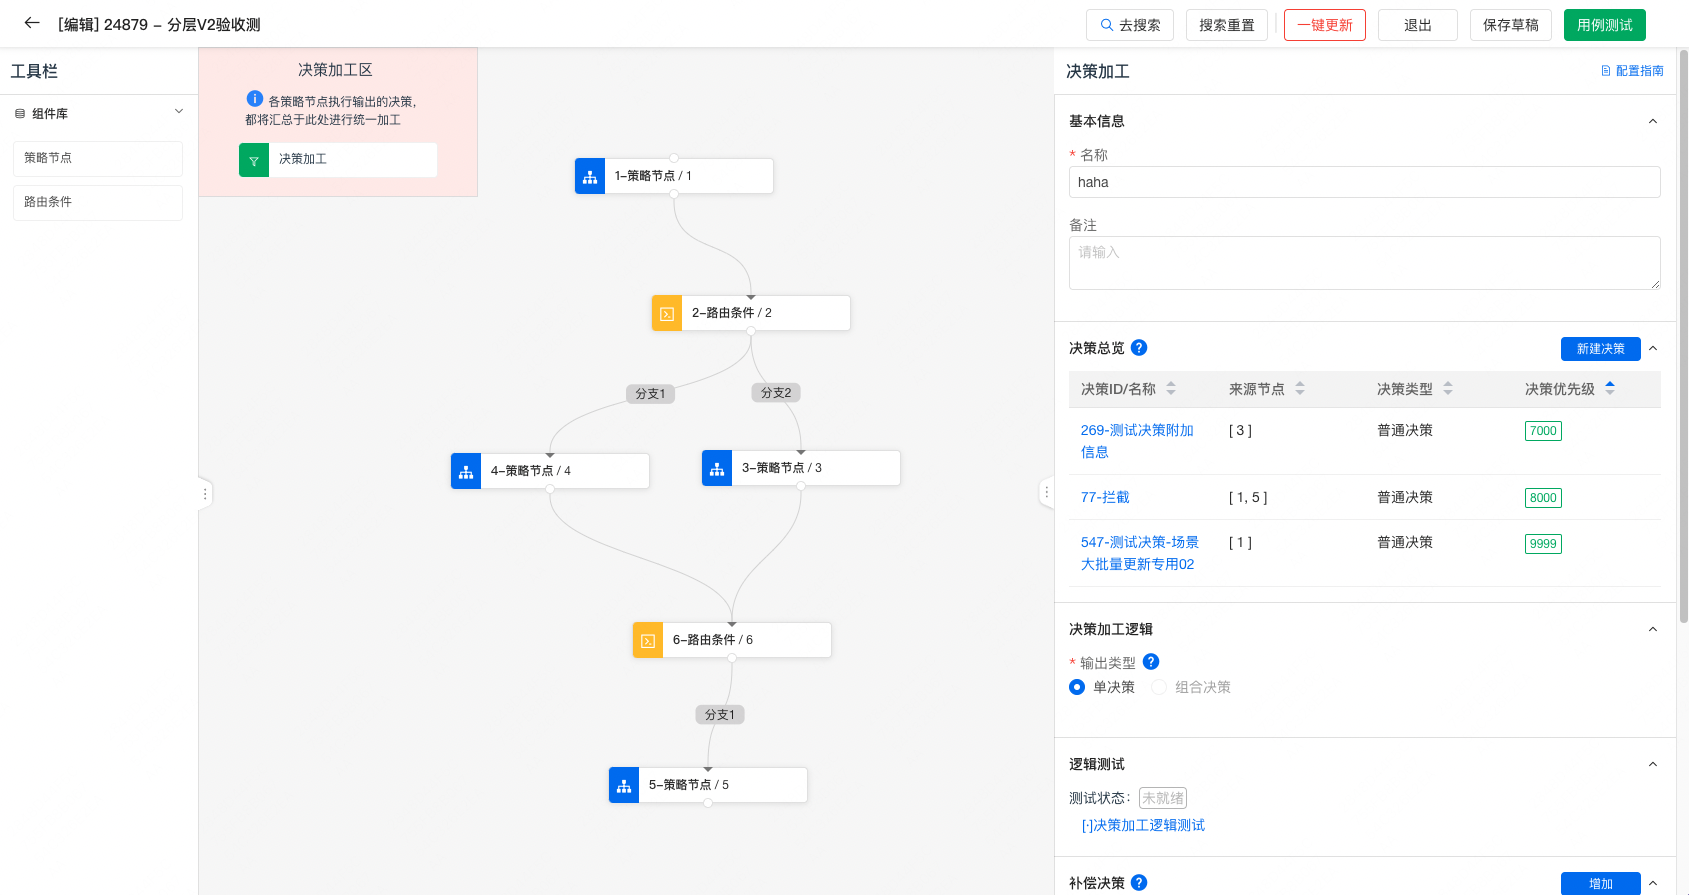 [编辑] 24879 - 分层V2验收测
去搜索
搜索重置
一键更新
退出
保存草稿
用例测试
工具栏
组件库
策略节点
路由条件
决策加工区
各策略节点执行输出的决策,
都将汇总于此处进行统一加工
决策加工
1-策略节点 / 1
2-路由条件 / 2
分支1
分支2
4-策略节点 / 4
3-策略节点 / 3
6-路由条件 / 6
分支1
5-策略节点 / 5
决策加工
配置指南
基本信息
* 名称
haha
备注
请输入
决策总览 ?
新建决策
决策ID/名称 来源节点 决策类型 决策优先级
269-测试决策附加
信息
[ 3 ] 普通决策 7000
77-拦截 [ 1, 5 ] 普通决策 8000
547-测试决策-场景
大批量更新专用02
[ 1 ] 普通决策 9999
决策加工逻辑
* 输出类型 ?
单决策 组合决策
逻辑测试
测试状态： 未就绪
[·]决策加工逻辑测试
补偿决策 ?
增加